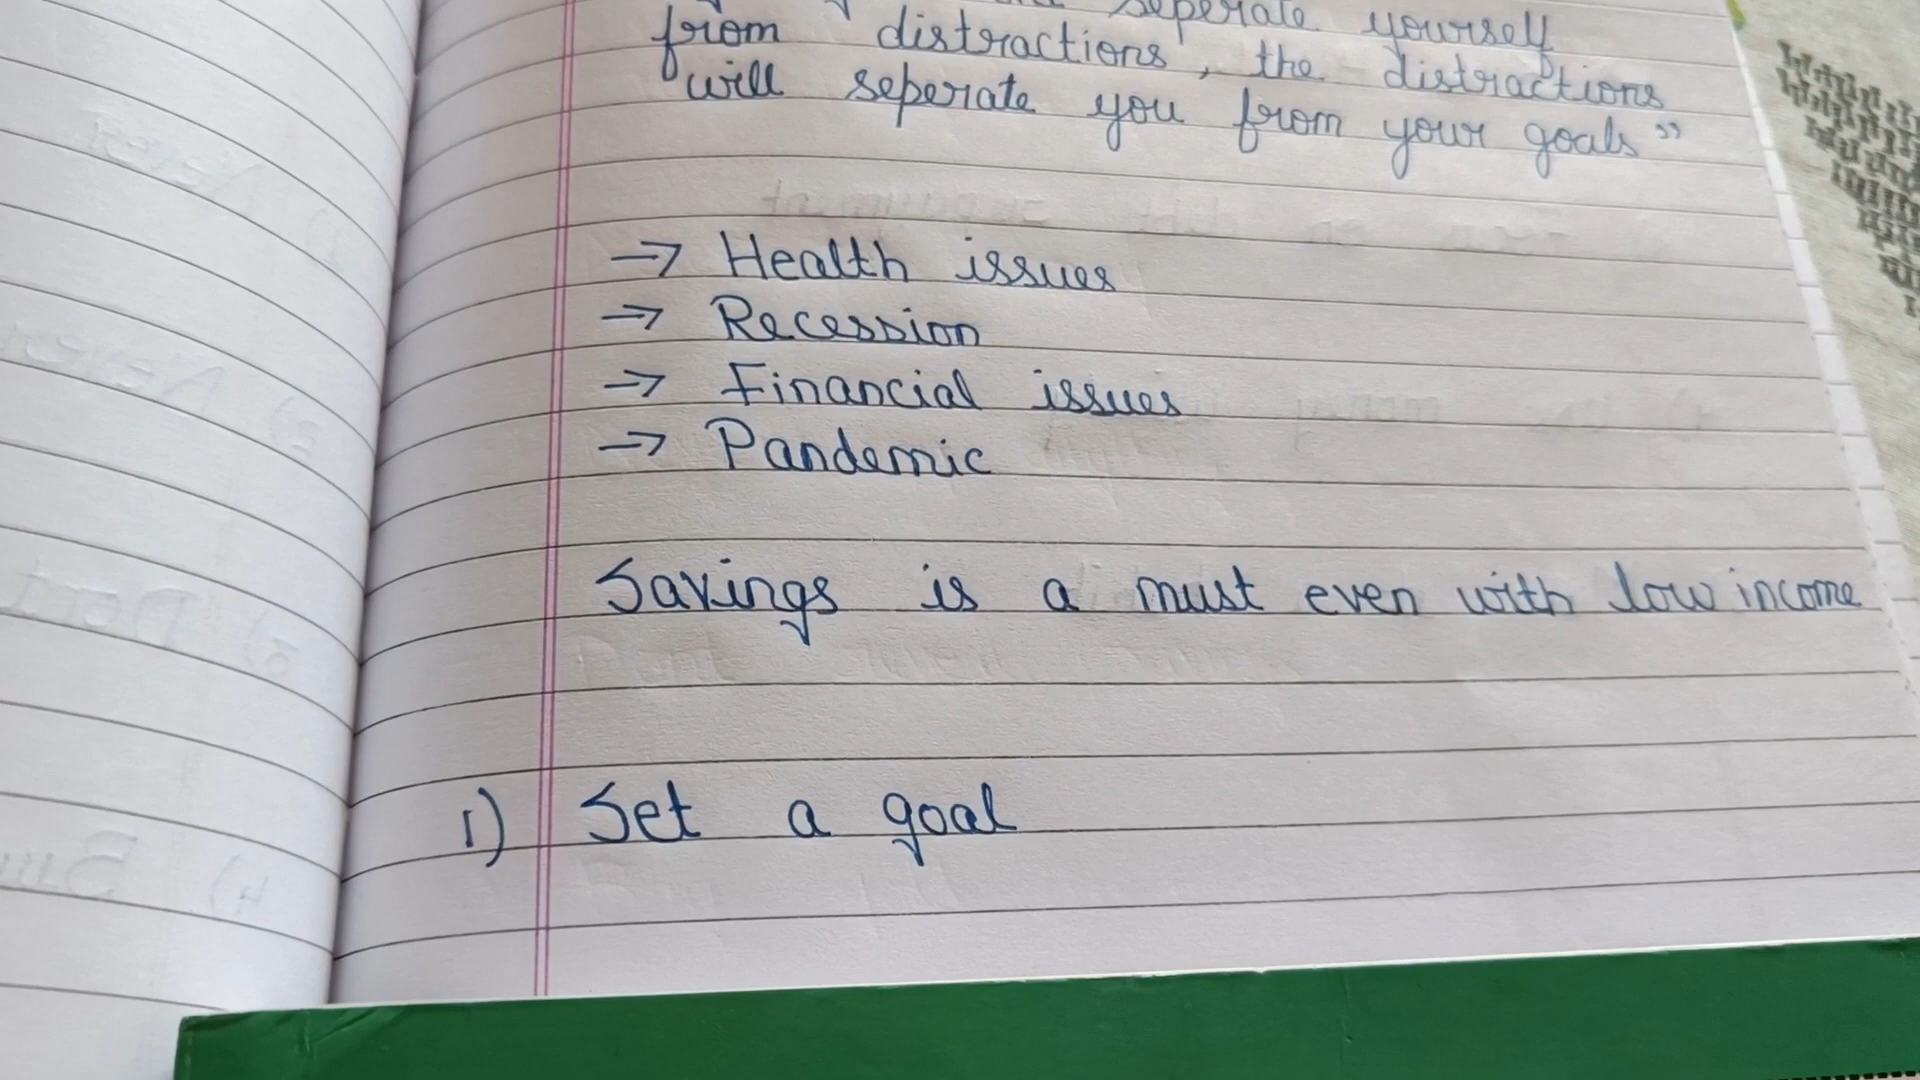 seperate yourself
from distractions, the distractions
will seperate you from your goals”
→ Health issues
→ Recession
→ Financial issues
→ Pandemic
Savings is a must even with low income
1) Set a goal